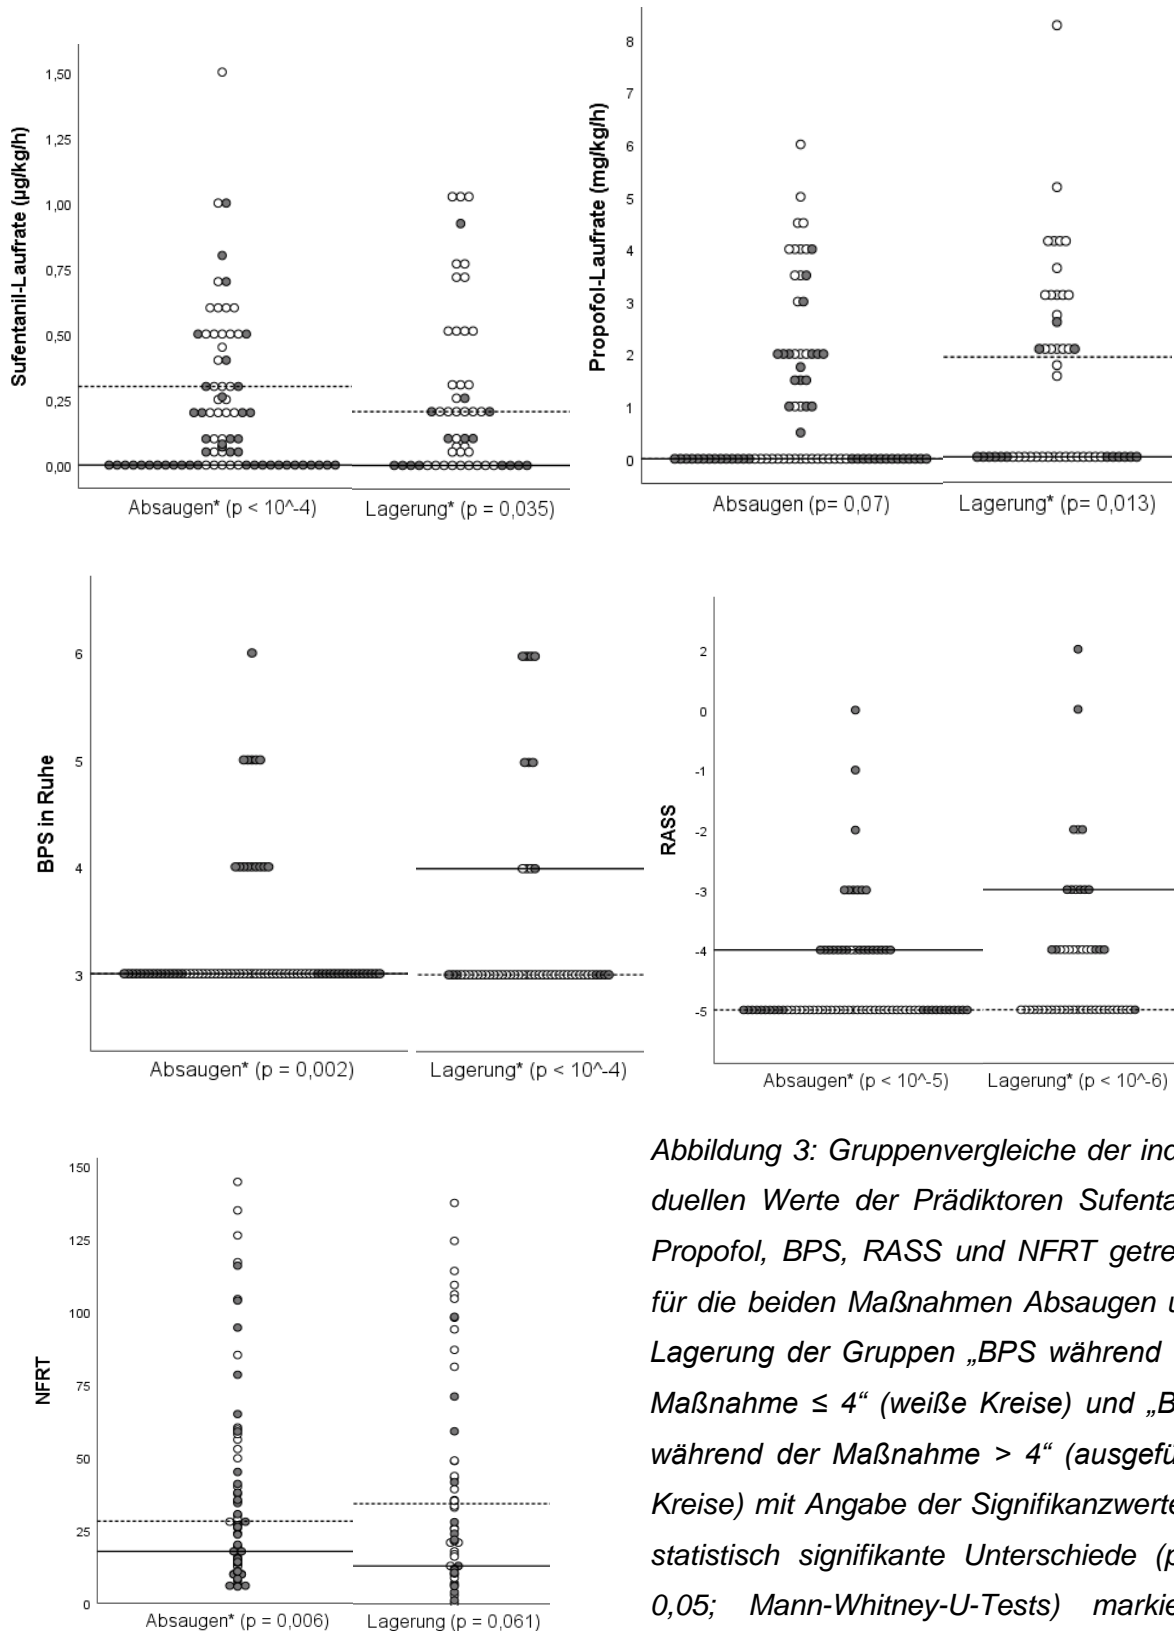 Sufentanil-Laufrate (µg/kg/h)
1,50
1,25
1,00
0,75
0,50
0,25
0,00
Absaugen* (p < 10^-4)
Lagerung* (p = 0,035)
Propofol-Laufrate (mg/kg/h)
8
7
6
5
4
3
2
1
0
Absaugen (p= 0,07)
Lagerung* (p= 0,013)
BPS in Ruhe
6
5
4
3
Absaugen* (p = 0,002)
Lagerung* (p < 10^-4)
RASS
2
0
-1
-2
-3
-4
-5
Absaugen* (p < 10^-5)
Lagerung* (p < 10^-6)
NFRT
150
125
100
75
50
25
0
Absaugen* (p = 0,006)
Lagerung (p = 0,061)
Abbildung 3: Gruppenvergleiche der
duellen Werte der Prädiktoren
Propofol, BPS, RASS und NFRT
für die beiden Maßnahmen Absaugen
Lagerung der Gruppen „BPS während
Maßnahme ≤ 4“ (weiße Kreise) und
während der Maßnahme > 4“
Kreise) mit Angabe der Signifikanzwerte
statistisch signifikante Unterschiede (p
0,05; Mann-Whitney-U-Tests)